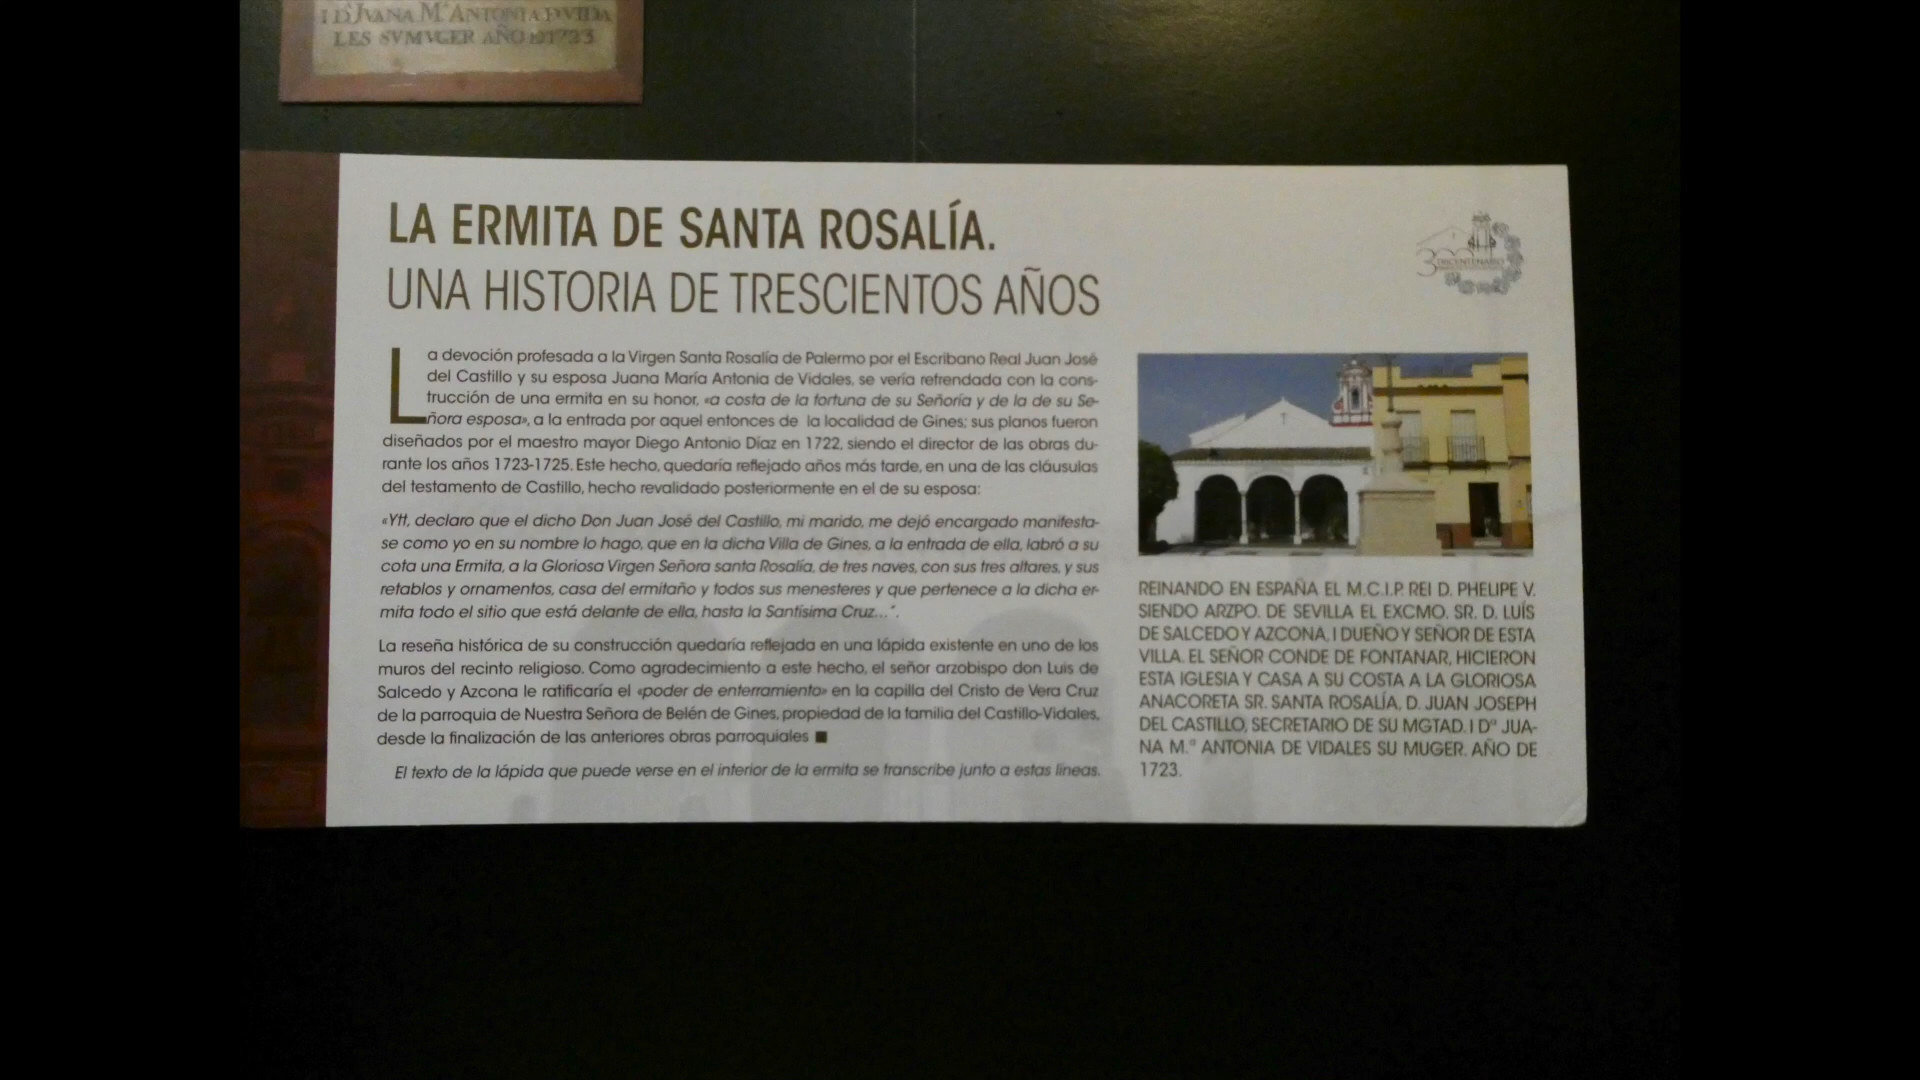 I Dª JVANA Mª ANTONIA D VIDA
LES SVMVGER AÑO D 1723
LA ERMITA DE SANTA ROSALÍA.
UNA HISTORIA DE TRESCIENTOS AÑOS
TRICENTENARIO
La devoción profesada a la Virgen Santa Rosalía de Palermo por el Escribano Real Juan José
del Castillo y su esposa Juana María Antonia de Vidales, se vería refrendada con la cons-
trucción de una ermita en su honor, «a costa de la fortuna de su Señoría y de la de su Se-
ñora esposa», a la entrada por aquel entonces de la localidad de Gines; sus planos fueron
diseñados por el maestro mayor Diego Antonio Díaz en 1722, siendo el director de las obras du-
rante los años 1723-1725. Este hecho, quedaría reflejado años más tarde, en una de las cláusulas
del testamento de Castillo, hecho revalidado posteriormente en el de su esposa:
«Ytt, declaro que el dicho Don Juan José del Castillo, mi marido, me dejó encargado manifesta-
se como yo en su nombre lo hago, que en la dicha Villa de Gines, a la entrada de ella, labró a su
cota una Ermita, a la Gloriosa Virgen Señora santa Rosalía, de tres naves, con sus tres altares, y sus
retablos y ornamentos, casa del ermitaño y todos sus menesteres y que pertenece a la dicha er-
mita todo el sitio que está delante de ella, hasta la Santísima Cruz...".
La reseña histórica de su construcción quedaría reflejada en una lápida existente en uno de los
muros del recinto religioso. Como agradecimiento a este hecho, el señor arzobispo don Luis de
Salcedo y Azcona le ratificaría el «poder de enterramiento» en la capilla del Cristo de Vera Cruz
de la parroquia de Nuestra Señora de Belén de Gines, propiedad de la familia del Castillo-Vidales,
desde la finalización de las anteriores obras parroquiales ■
El texto de la lápida que puede verse en el interior de la ermita se transcribe junto a estas líneas.
REINANDO EN ESPAÑA EL M.C.I.P. REI D. PHELIPE V.
SIENDO ARZPO. DE SEVILLA EL EXCMO. SR. D. LUÍS
DE SALCEDO Y AZCONA, I DUEÑO Y SEÑOR DE ESTA
VILLA. EL SEÑOR CONDE DE FONTANAR, HICIERON
ESTA IGLESIA Y CASA A SU COSTA A LA GLORIOSA
ANACORETA SR. SANTA ROSALÍA, D. JUAN JOSEPH
DEL CASTILLO, SECRETARIO DE SU MGTAD. I Dª JUA-
NA M.ª ANTONIA DE VIDALES SU MUGER. AÑO DE
1723.